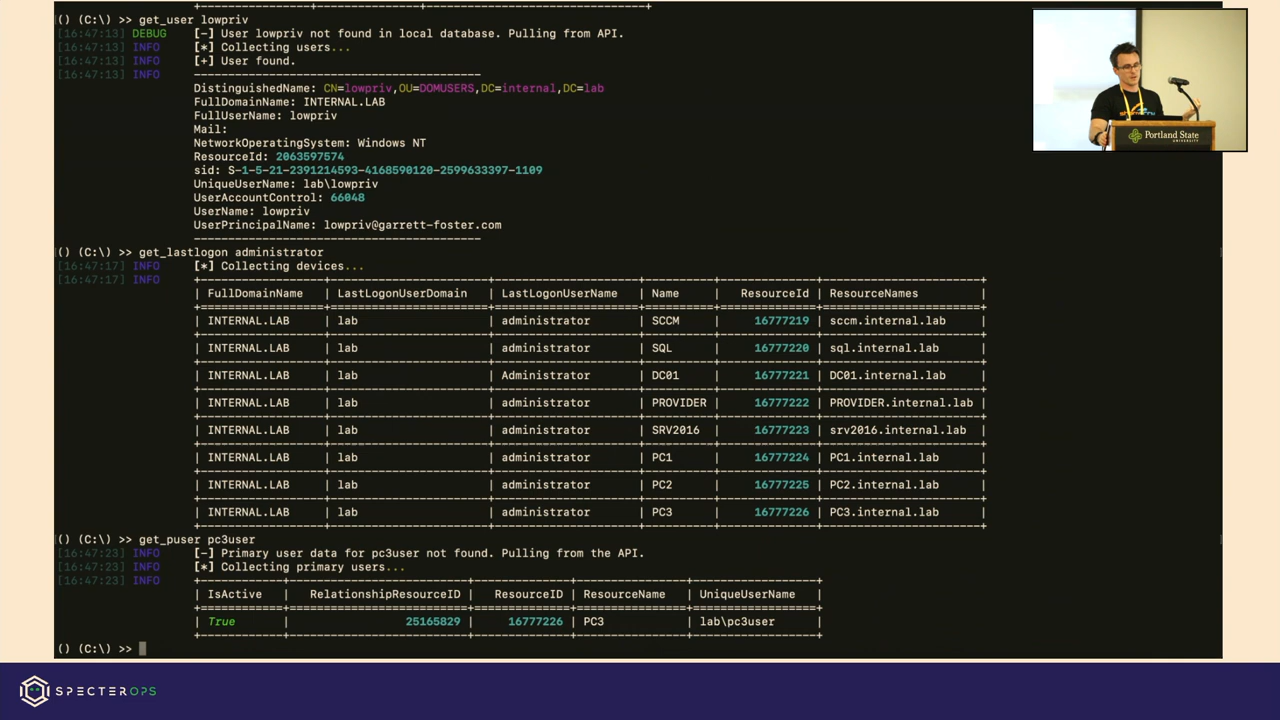 () (C:\) >> get_user lowpriv
[16:47:13] DEBUG [-] User lowpriv not found in local database. Pulling from API.
[16:47:13] INFO [*] Collecting users...
[16:47:13] INFO [+] User found.
[16:47:13] INFO ------------------------------------------
DistinguishedName: CN=lowpriv,OU=DOMUSERS,DC=internal,DC=lab
FullDomainName: INTERNAL.LAB
FullUserName: lowpriv
Mail:
NetworkOperatingSystem: Windows NT
ResourceId: 2063597574
sid: S-1-5-21-2391214593-4168590120-2599633397-1109
UniqueUserName: lab\lowpriv
UserAccountControl: 66048
UserName: lowpriv
UserPrincipalName: lowpriv@garrett-foster.com
------------------------------------------
() (C:\) >> get_lastlogon administrator
[16:47:17] INFO [*] Collecting devices...
[16:47:17] INFO
| FullDomainName | LastLogonUserDomain | LastLogonUserName | Name | ResourceId | ResourceNames |
| INTERNAL.LAB | lab | administrator | SCCM | 16777219 | sccm.internal.lab |
| INTERNAL.LAB | lab | administrator | SQL | 16777220 | sql.internal.lab |
| INTERNAL.LAB | lab | Administrator | DC01 | 16777221 | DC01.internal.lab |
| INTERNAL.LAB | lab | administrator | PROVIDER | 16777222 | PROVIDER.internal.lab |
| INTERNAL.LAB | lab | administrator | SRV2016 | 16777223 | srv2016.internal.lab |
| INTERNAL.LAB | lab | administrator | PC1 | 16777224 | PC1.internal.lab |
| INTERNAL.LAB | lab | administrator | PC2 | 16777225 | PC2.internal.lab |
| INTERNAL.LAB | lab | administrator | PC3 | 16777226 | PC3.internal.lab |
() (C:\) >> get_puser pc3user
[16:47:23] INFO [-] Primary user data for pc3user not found. Pulling from the API.
[16:47:23] INFO [*] Collecting primary users...
[16:47:23] INFO
| IsActive | RelationshipResourceID | ResourceID | ResourceName | UniqueUserName |
| True | 25165829 | 16777226 | PC3 | lab\pc3user |
() (C:\) >>
Portland State
UNIVERSITY
SPECTEROPS